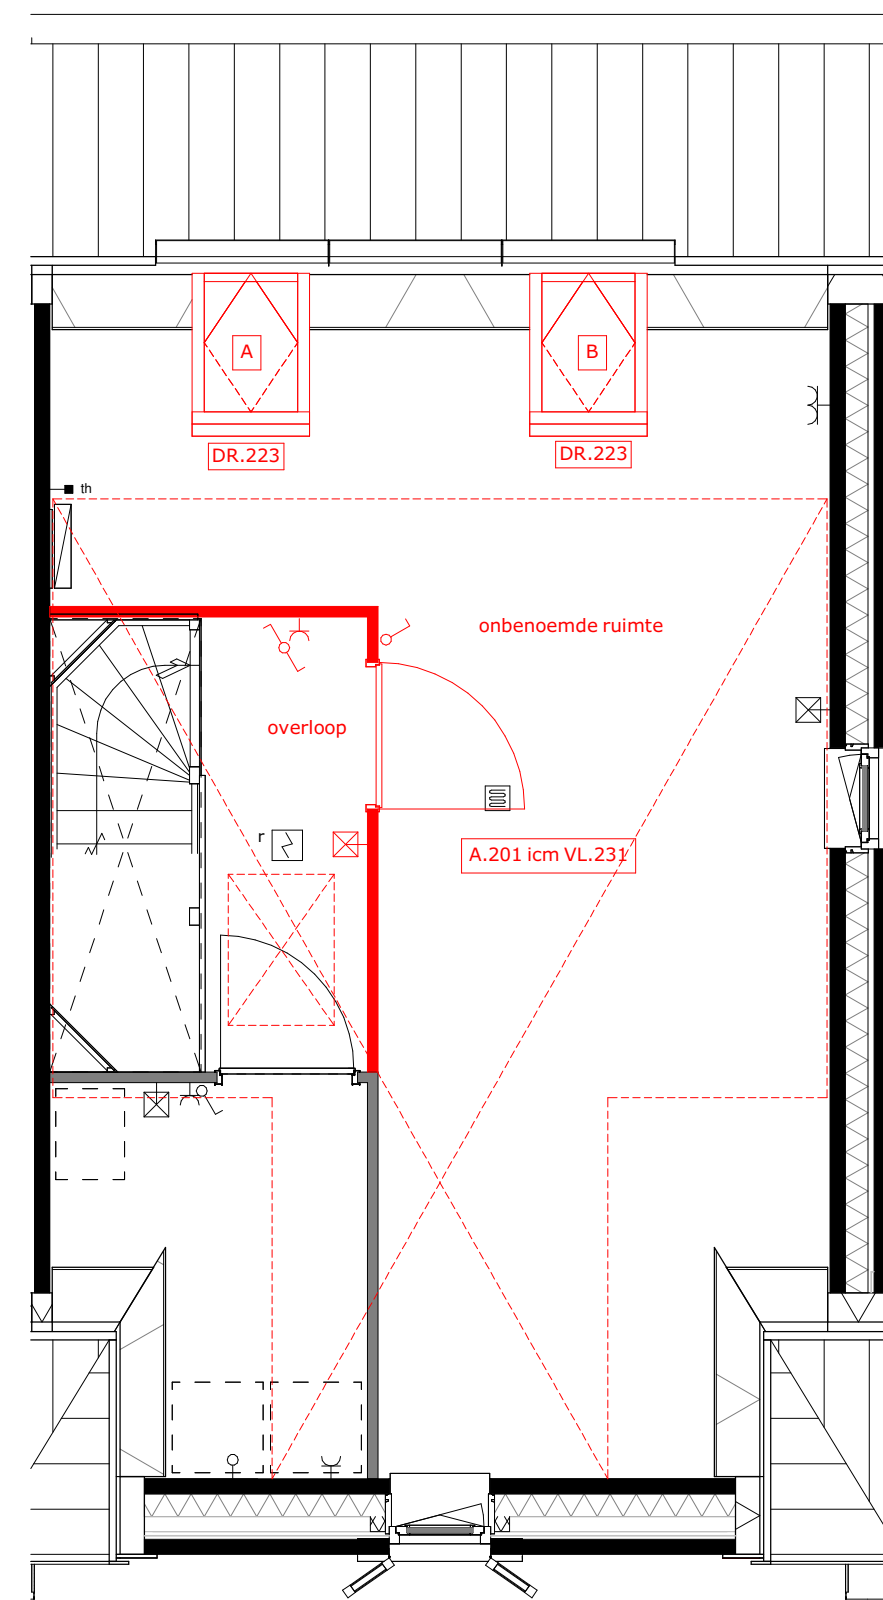 A
B
DR.223
DR.223
th
onbenoemde ruimte
overloop
r
A.201 icm VL.231